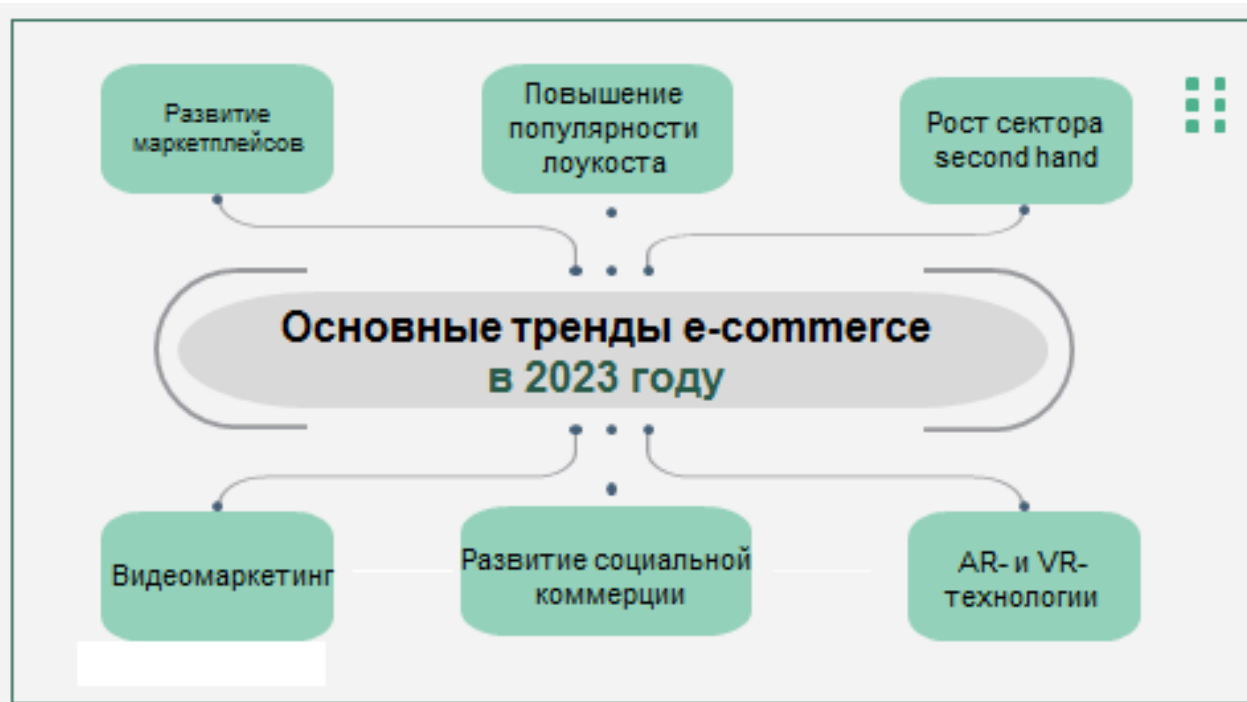 Развитие
маркетплейсов
Повышение
популярности
лоукоста
Рост сектора
second hand
Основные тренды e-commerce
в 2023 году
Видеомаркетинг
Развитие социальной
коммерции
AR- и VR-
технологии